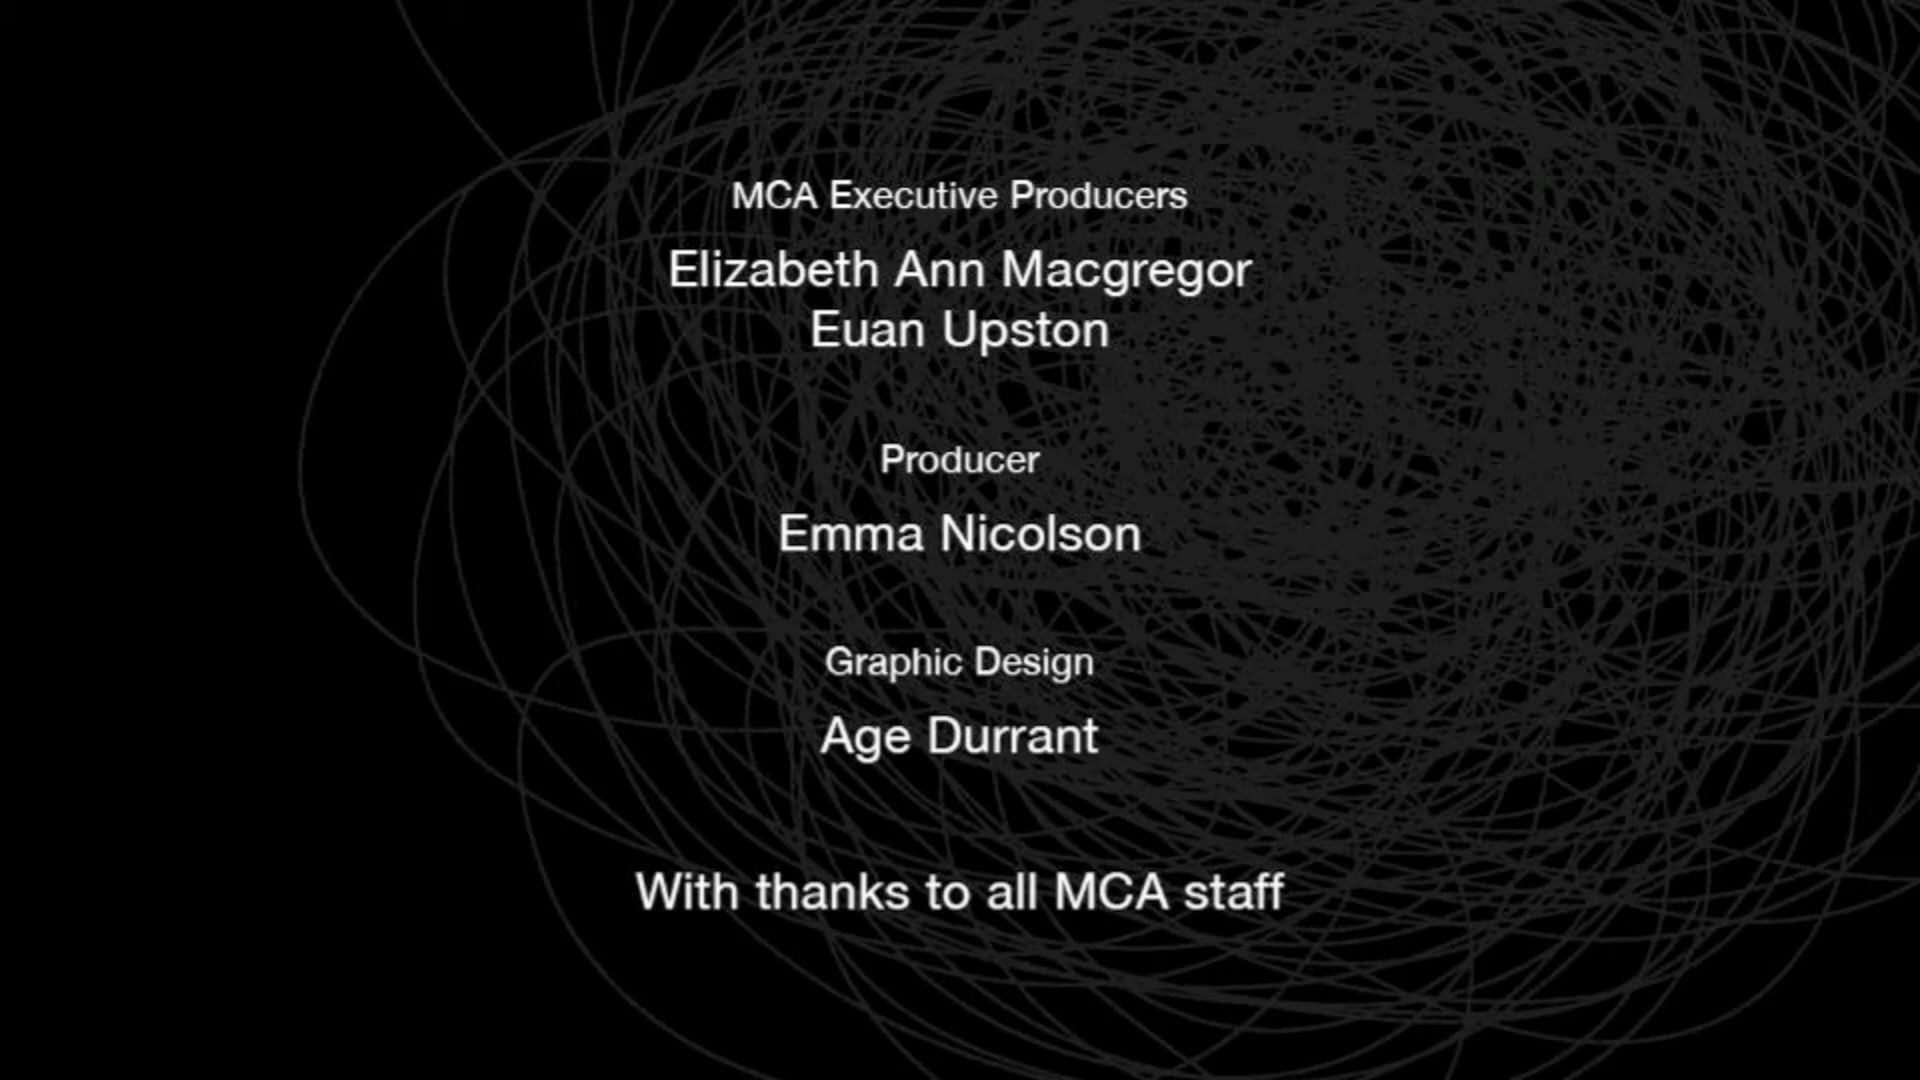 MCA Executive Producers
Elizabeth Ann Macgregor
Euan Upston
Producer
Emma Nicolson
Graphic Design
Age Durrant
With thanks to all MCA staff